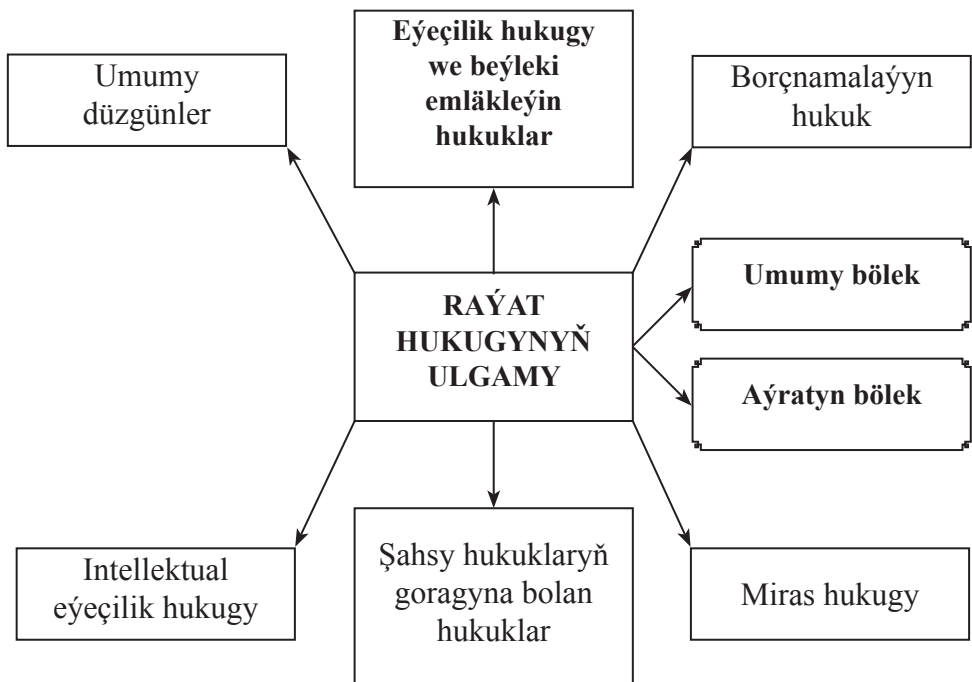 Umumy
düzgünler
Eýeçilik hukugy
we beýleki
emläkleýin
hukuklar
Borçnamalaýyn
hukuk
RAÝAT
HUKUGYNYŇ
ULGAMY
Umumy bölek
Aýratyn bölek
Intellektual
eýeçilik hukugy
Şahsy hukuklaryň
goragyna bolan
hukuklar
Miras hukugy